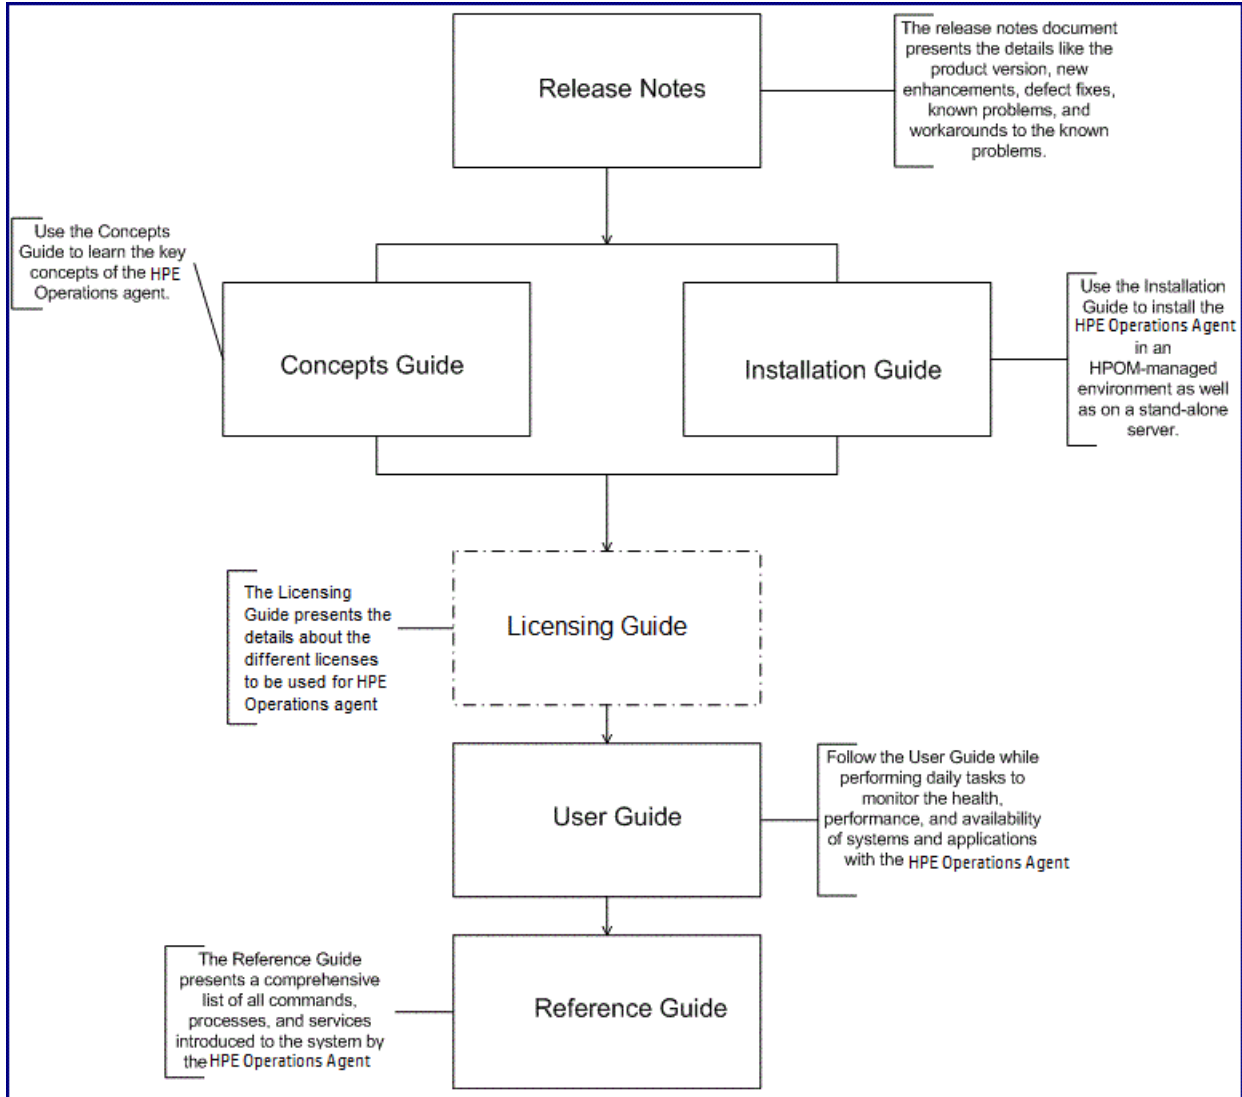 Release Notes
The release notes document
presents the details like the
product version, new
enhancements, defect fixes,
known problems, and
workarounds to the known
problems.
Use the Concepts
Guide to learn the key
concepts of the HPE
Operations agent.
Concepts Guide
Installation Guide
Use the Installation
Guide to install the
HPE Operations Agent
in an
HPOM-managed
environment as well
as on a stand-alone
server.
The Licensing
Guide presents the
details about the
different licenses
to be used for HPE
Operations agent
Licensing Guide
User Guide
Follow the User Guide while
performing daily tasks to
monitor the health,
performance, and availability
of systems and applications
with the HPE Operations Agent
The Reference Guide
presents a comprehensive
list of all commands,
processes, and services
introduced to the system by
the HPE Operations Agent
Reference Guide